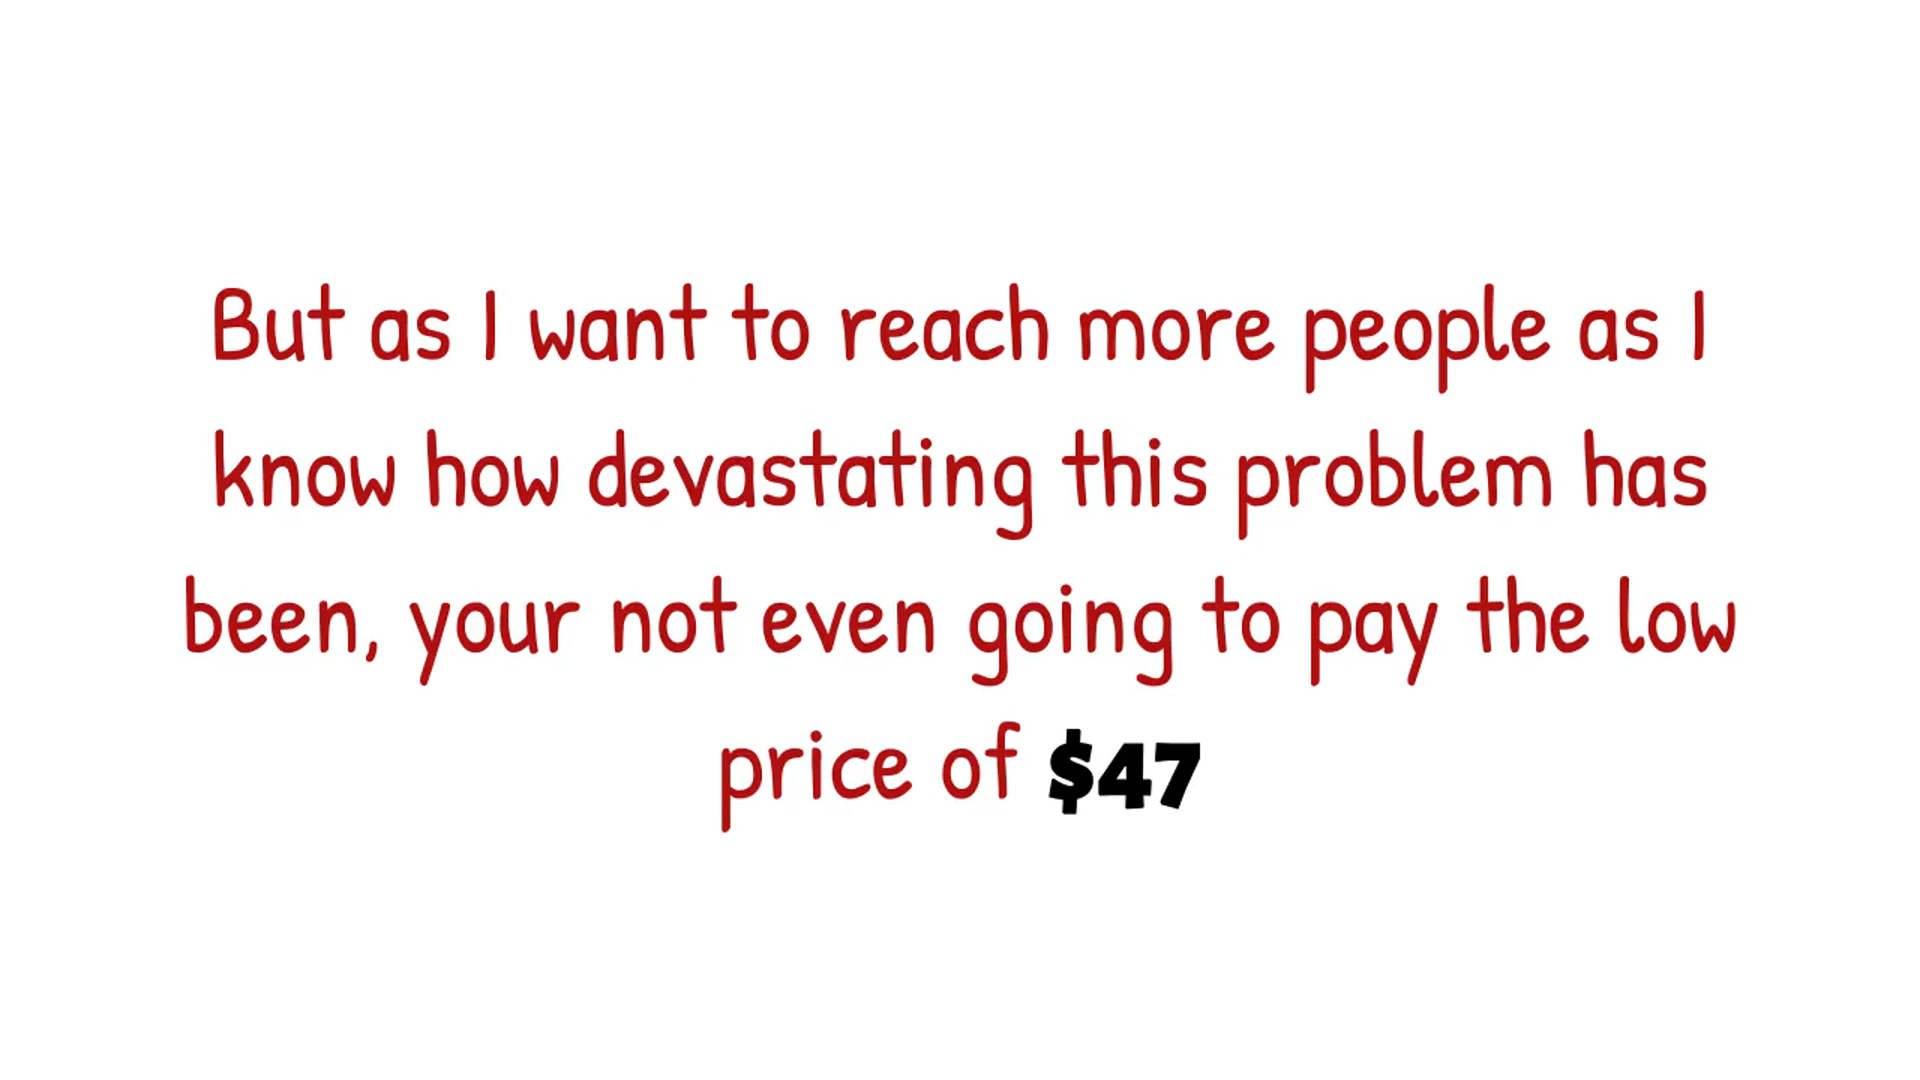 But as I want to reach more people as I
know how devastating this problem has
been, your not even going to pay the low
price of $47